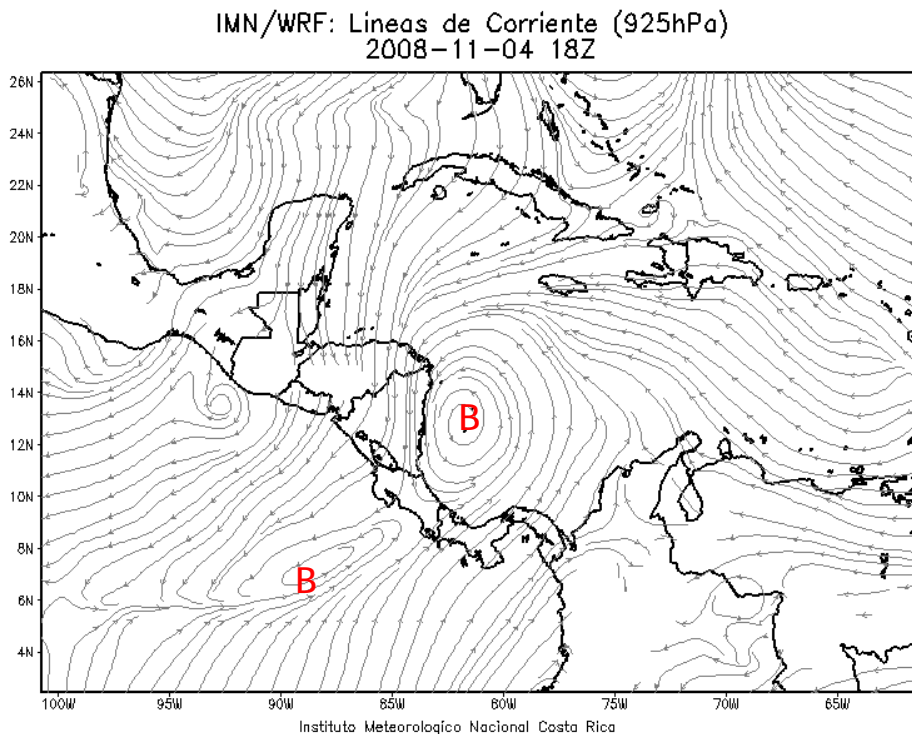 IMN/WRF: Lineas de Corriente (925hPa)
2008-11-04 18Z
26N
24N
22N
20N
18N
16N
14N
12N
10N
8N
6N
4N
B
B
100W 95W 90W 85W 80W 75W 70W 65W
Instituto Meteorologico Nacional Costa Rica